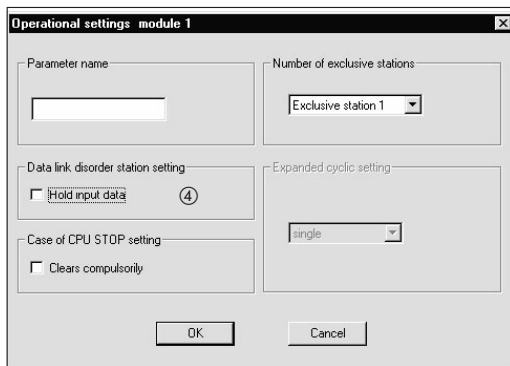 Operational settings module 1
Parameter name
Number of exclusive stations
Exclusive station 1
Data link disorder station setting
Hold input data
④
Expanded cyclic setting
single
Case of CPU STOP setting
Clears compulsorily
OK
Cancel